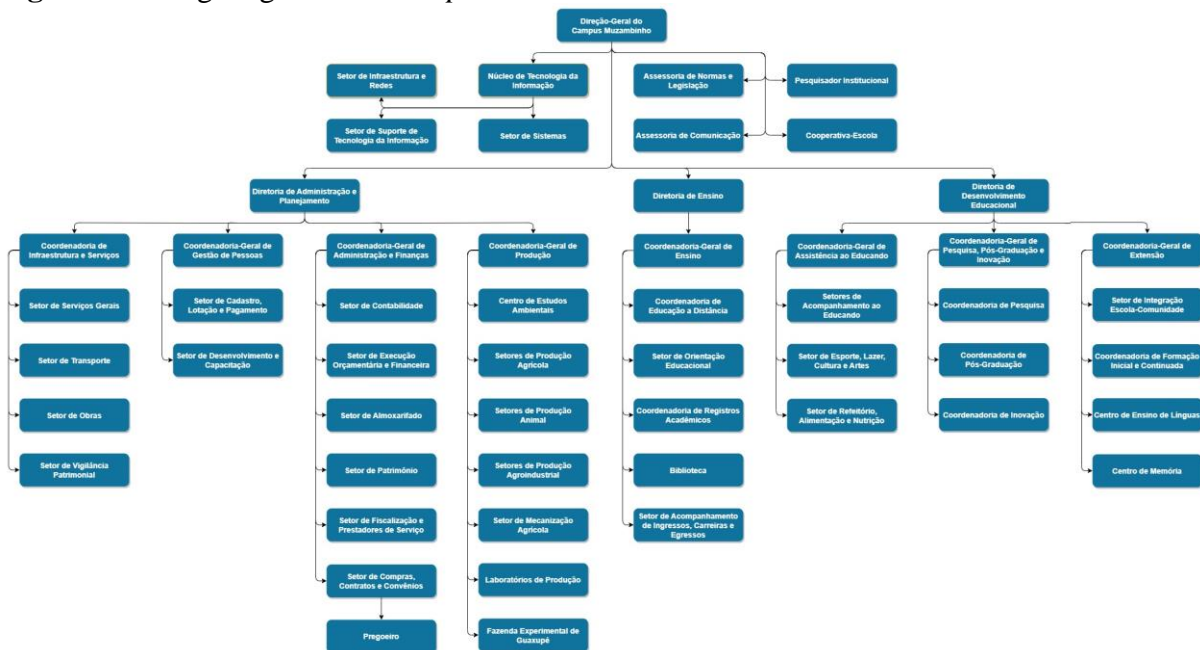 Direção-Geral do
Campus Muzambinho
Setor de Infraestrutura e
Redes
Núcleo de Tecnologia da
Informação
Assessoria de Normas e
Legislação
Pesquisador Institucional
Setor de Suporte de
Tecnologia da Informação
Setor de Sistemas
Assessoria de Comunicação
Cooperativa-Escola
Diretoria de Administração e
Planejamento
Diretoria de Ensino
Diretoria de
Desenvolvimento
Educacional
Coordenadoria de
Infraestrutura e Serviços
Coordenadoria-Geral de
Gestão de Pessoas
Coordenadoria-Geral de
Administração e Finanças
Coordenadoria-Geral de
Produção
Coordenadoria-Geral de
Ensino
Coordenadoria-Geral de
Assistência ao Educando
Coordenadoria-Geral de
Pesquisa, Pós-Graduação e
Inovação
Coordenadoria-Geral de
Extensão
Setor de Serviços Gerais
Setor de Cadastro,
Lotação e Pagamento
Setor de Contabilidade
Centro de Estudos
Ambientais
Coordenadoria de
Educação a Distância
Setores de
Acompanhamento ao
Educando
Coordenadoria de Pesquisa
Setor de Integração
Escola-Comunidade
Setor de Transporte
Setor de Desenvolvimento e
Capacitação
Setor de Execução
Orçamentária e Financeira
Setores de Produção
Agrícola
Setor de Orientação
Educacional
Setor de Esporte, Lazer,
Cultura e Artes
Coordenadoria de
Pós-Graduação
Coordenadoria de Formação
Inicial e Continuada
Setor de Obras
Setor de Almoxarifado
Setores de Produção
Animal
Coordenadoria de Registros
Acadêmicos
Setor de Refeitório,
Alimentação e Nutrição
Coordenadoria de Inovação
Centro de Ensino de Línguas
Setor de Vigilância
Patrimonial
Setor de Patrimônio
Setores de Produção
Agroindustrial
Biblioteca
Centro de Memória
Setor de Fiscalização e
Prestadores de Serviço
Setor de Mecanização
Agrícola
Setor de Acompanhamento
de Ingressos, Carreiras e
Egressos
Setor de Compras,
Contratos e Convênios
Laboratórios de Produção
Pregoeiro
Fazenda Experimental de
Guaxupé